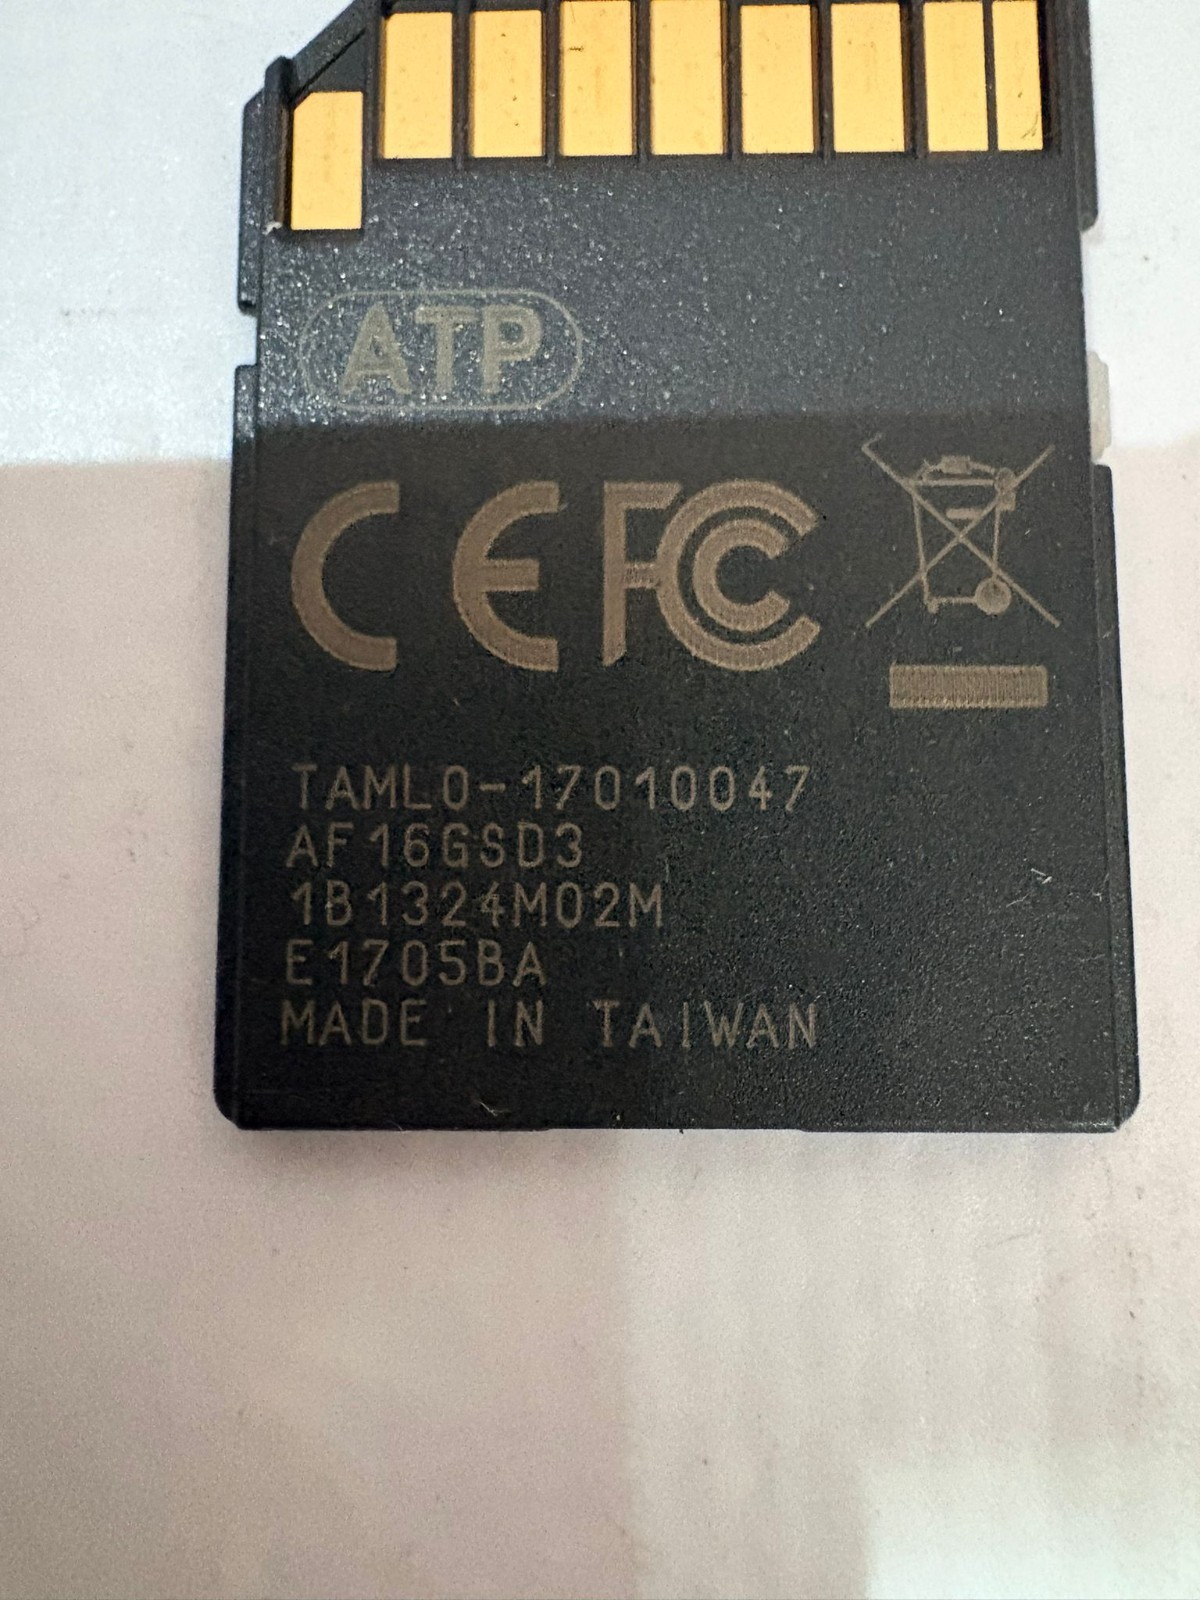 ATP
CE FC
TAML0-17010047
AF16GSD3
1B1324M02M
E1705BA
MADE IN TAIWAN